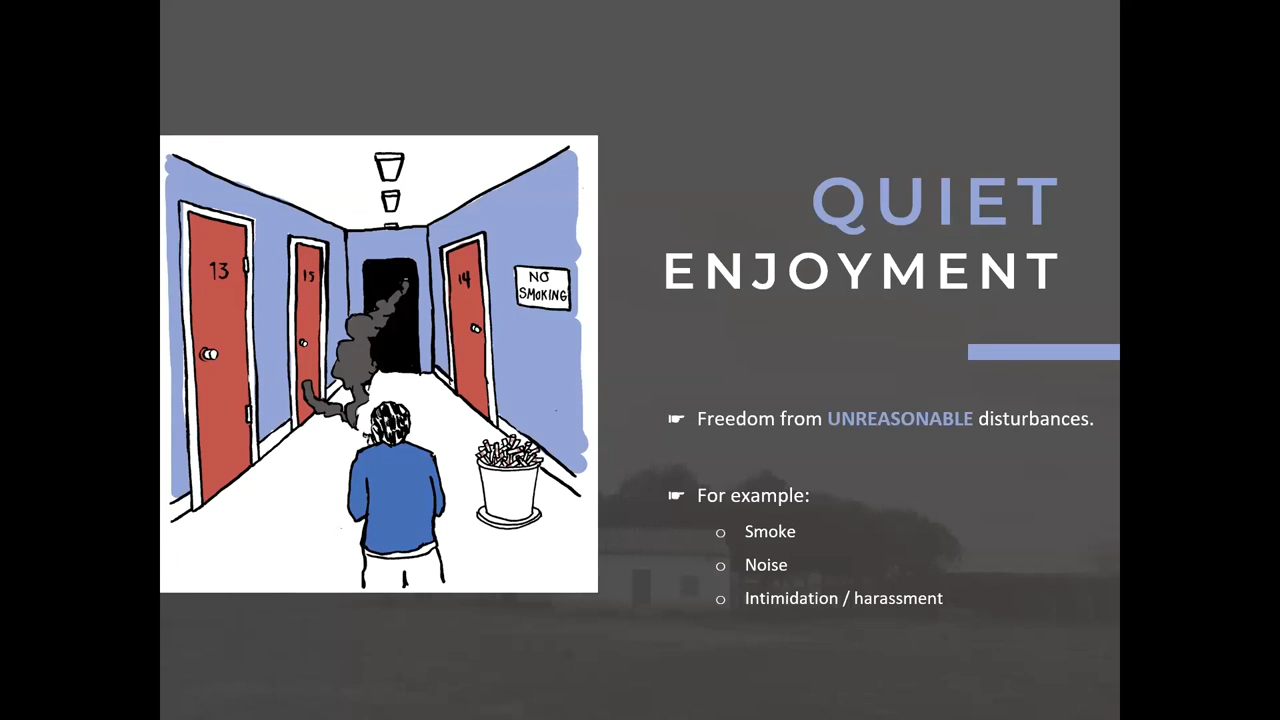 13
15
14
NO
SMOKING
QUIET
ENJOYMENT
☛ Freedom from UNREASONABLE disturbances.
☛ For example:
o Smoke
o Noise
o Intimidation / harassment